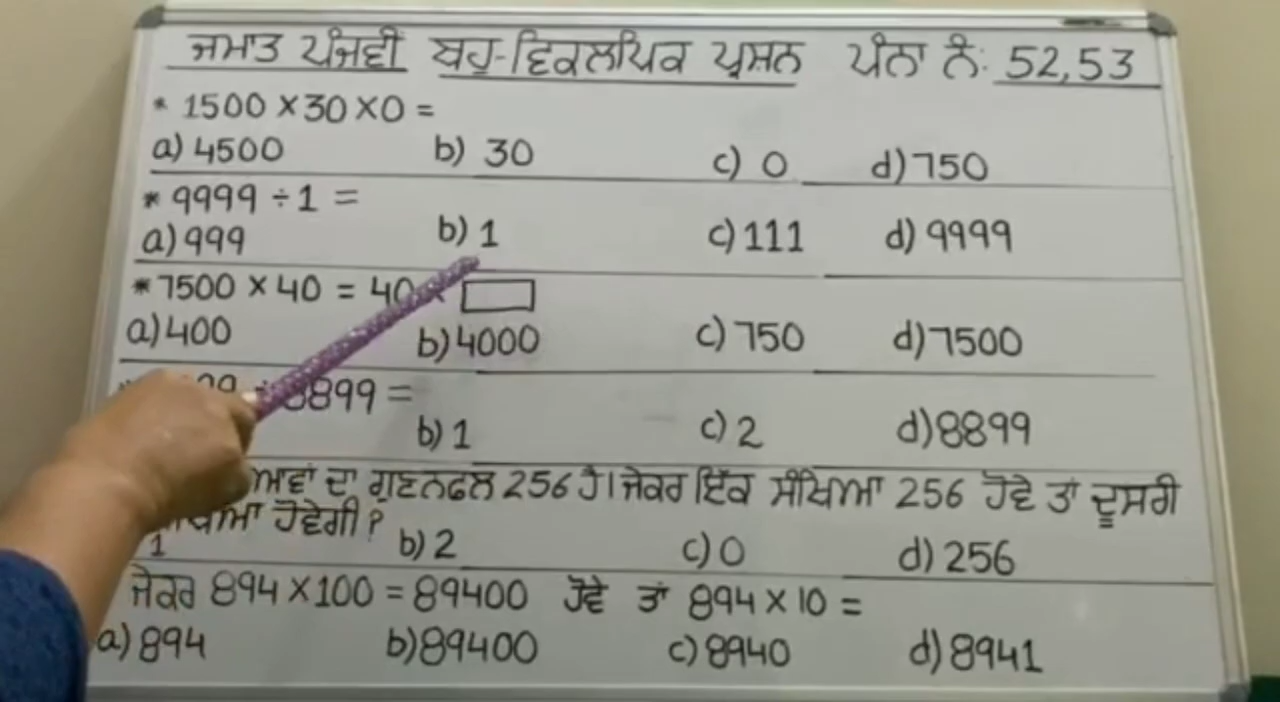 ਜਮਾਤ ਪੰਜਵੀਂ ਬਹੁ-ਵਿਕਲਪਿਕ ਪ੍ਰਸ਼ਨ ਪੰਨਾ ਨੰ: 52,53
* 1500 × 30 × 0 =
a) 4500 b) 30 c) 0 d) 750
* 9999 ÷ 1 =
a) 999 b) 1 c) 111 d) 9999
* 7500 × 40 = 40 ×
a) 400 b) 4000 c) 750 d) 7500
÷ 8899 =
b) 1 c) 2 d) 8899
ਦਾ ਗੁਣਨਫਲ 256 ਹੈ। ਜੇਕਰ ਇੱਕ ਸੰਖਿਆ 256 ਹੋਵੇ ਤਾਂ ਦੂਸਰੀ
ਹੋਵੇਗੀ?
1 b) 2 c) 0 d) 256
ਜੇਕਰ 894 × 100 = 89400 ਹੋਵੇ ਤਾਂ 894 × 10 =
a) 894 b) 89400 c) 8940 d) 8941